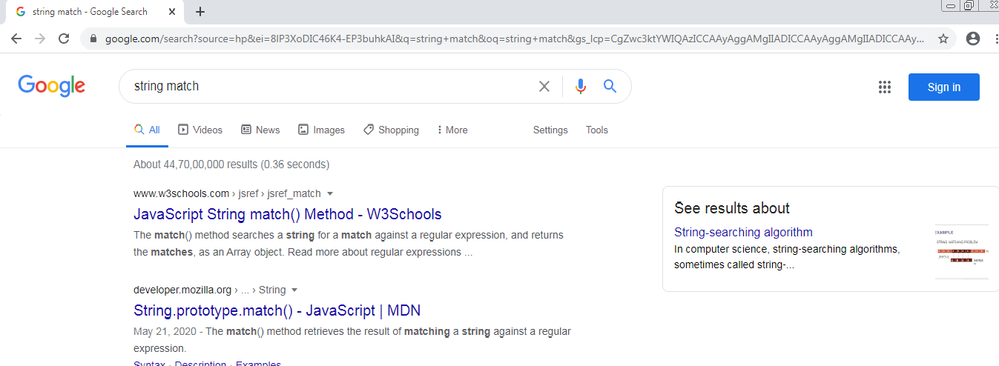 string match - Google Search
google.com/search?source=hp&ei=8lP3XoDIC46K4-EP3buhkAI&q=string+match&oq=string+match&gs_lcp=CgZwc3ktYWIQAzICCAAyAggAMgIIADICCAAyAggAMgIIADICCAAy...
Google
string match
Sign in
All Videos News Images Shopping More Settings Tools
About 44,70,00,000 results (0.36 seconds)
www.w3schools.com › jsref › jsref_match
JavaScript String match() Method - W3Schools
The match() method searches a string for a match against a regular expression, and returns
the matches, as an Array object. Read more about regular expressions ...
developer.mozilla.org › ... › String
String.prototype.match() - JavaScript | MDN
May 21, 2020 - The match() method retrieves the result of matching a string against a regular
expression.
Syntax · Description · Examples
See results about
String-searching algorithm
In computer science, string-searching algorithms,
sometimes called string-...
EXAMPLE
STRING MATCHING PROBLEM